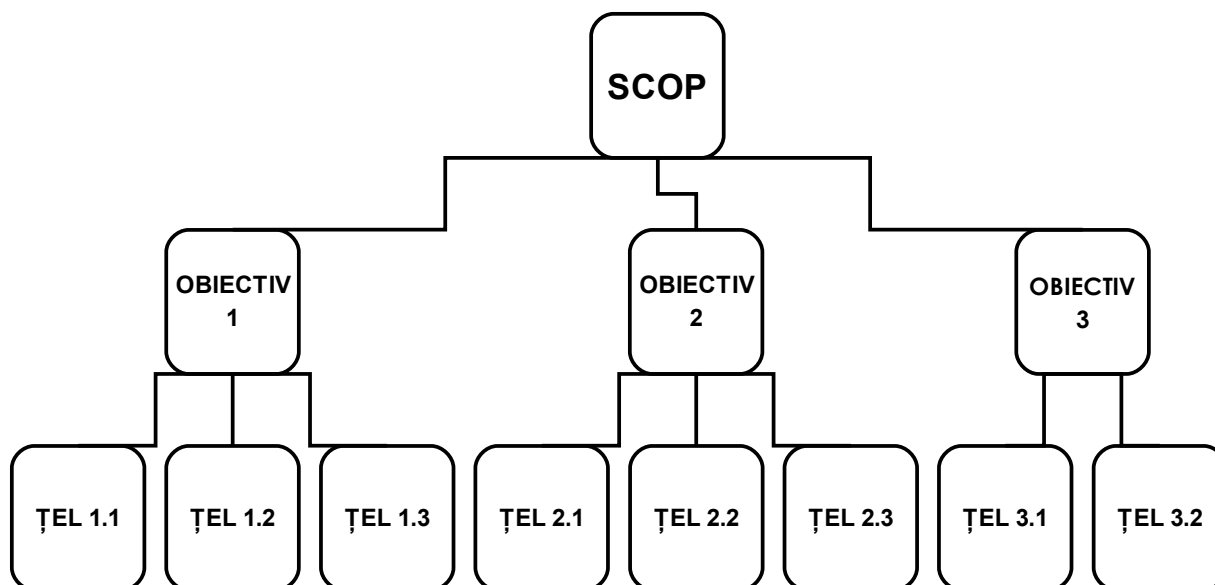 SCOP
OBIECTIV
1
OBIECTIV
2
OBIECTIV
3
ȚEL 1.1
ȚEL 1.2
ȚEL 1.3
ȚEL 2.1
ȚEL 2.2
ȚEL 2.3
ȚEL 3.1
ȚEL 3.2